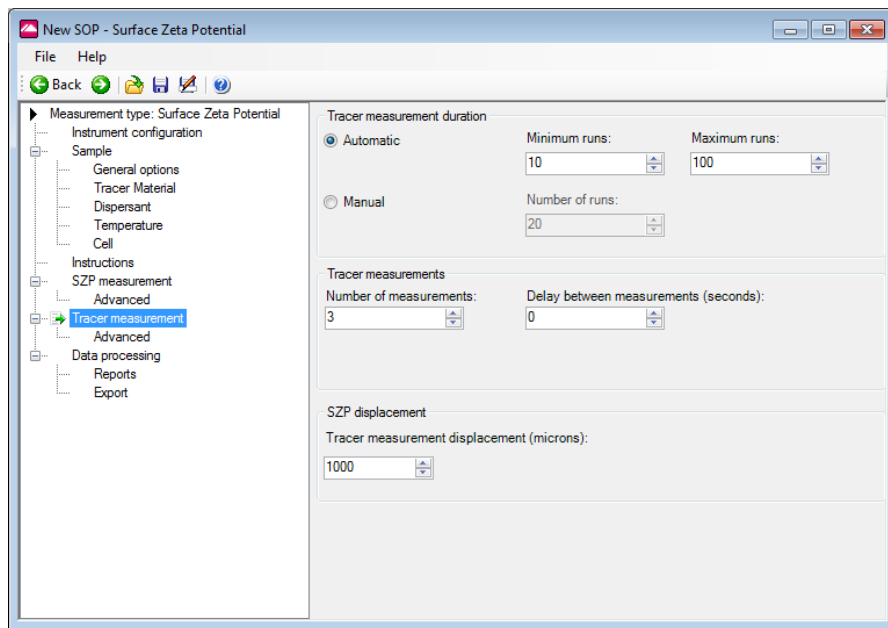 New SOP - Surface Zeta Potential
File Help
Back
Measurement type: Surface Zeta Potential
Instrument configuration
Sample
General options
Tracer Material
Dispersant
Temperature
Cell
Instructions
SZP measurement
Advanced
Tracer measurement
Advanced
Data processing
Reports
Export
Tracer measurement duration
Automatic
Minimum runs:
Maximum runs:
10
100
Manual
Number of runs:
20
Tracer measurements
Number of measurements:
Delay between measurements (seconds):
3
0
SZP displacement
Tracer measurement displacement (microns):
1000